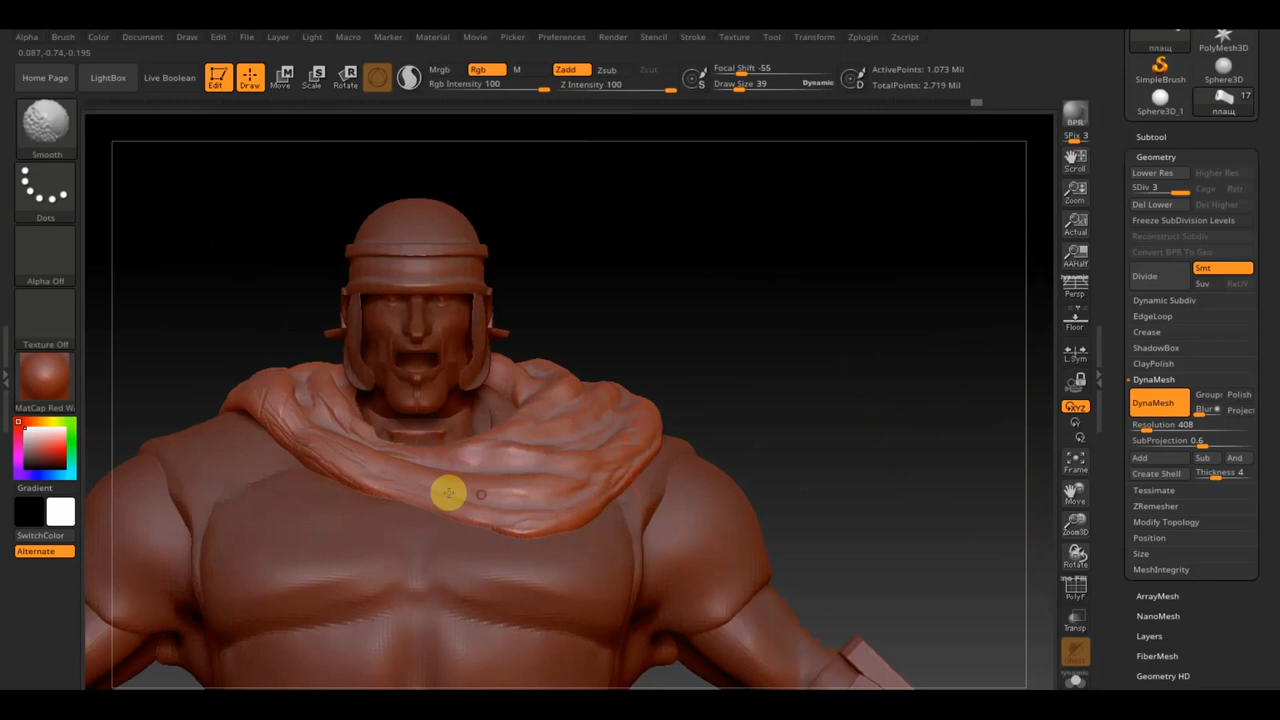 Alpha Brush Color Document Draw Edit File Layer Light Macro Marker Material Movie Picker Preferences Render Stencil Stroke Texture Tool Transform Zplugin Zscript
0.087,-0.74,-0.195
Home Page LightBox Live Boolean Edit Draw Move Scale Rotate
Mrgb Rgb M Zadd Zsub Zcut
Rgb Intensity 100 Z Intensity 100
Focal Shift -55
Draw Size 39 Dynamic
S
D
ActivePoints: 1.073 Mil
TotalPoints: 2.719 Mil
Smooth
Dots
Alpha Off
Texture Off
MatCap Red W
Gradient
SwitchColor
Alternate
BPR
SPix 3
Scroll
Zoom
Actual
AAHalf
Persp
Floor
L.Sym
XYZ
Frame
Move
Zoom3D
Rotate
PolyF
Transp
плащ PolyMesh3D
SimpleBrush Sphere3D
17
Sphere3D_1 плащ
Subtool
Geometry
Lower Res Higher Res
SDiv 3 Cage Rstr
Del Lower Del Higher
Freeze SubDivision Levels
Reconstruct Subdiv
Convert BPR To Geo
Divide Smt
Suv ReUV
Dynamic Subdiv
EdgeLoop
Crease
ShadowBox
ClayPolish
DynaMesh
DynaMesh Groups Polish
Blur Project
Resolution 408
SubProjection 0.6
Add Sub And
Create Shell Thickness 4
Tessimate
ZRemesher
Modify Topology
Position
Size
MeshIntegrity
ArrayMesh
NanoMesh
Layers
FiberMesh
Geometry HD